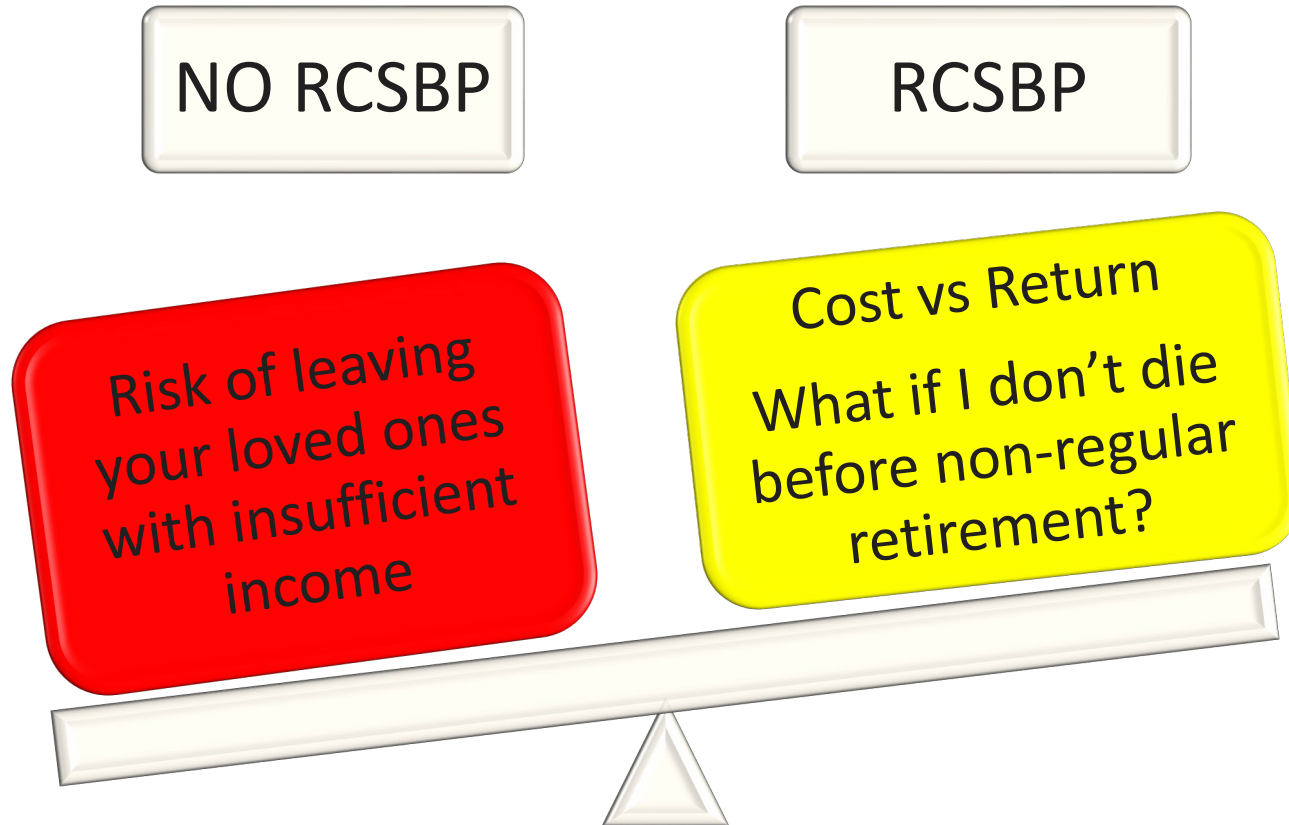 NO RCSBP
RCSBP
Risk of leaving
your loved ones
with insufficient
income
Cost vs Return
What if I don’t die
before non-regular
retirement?